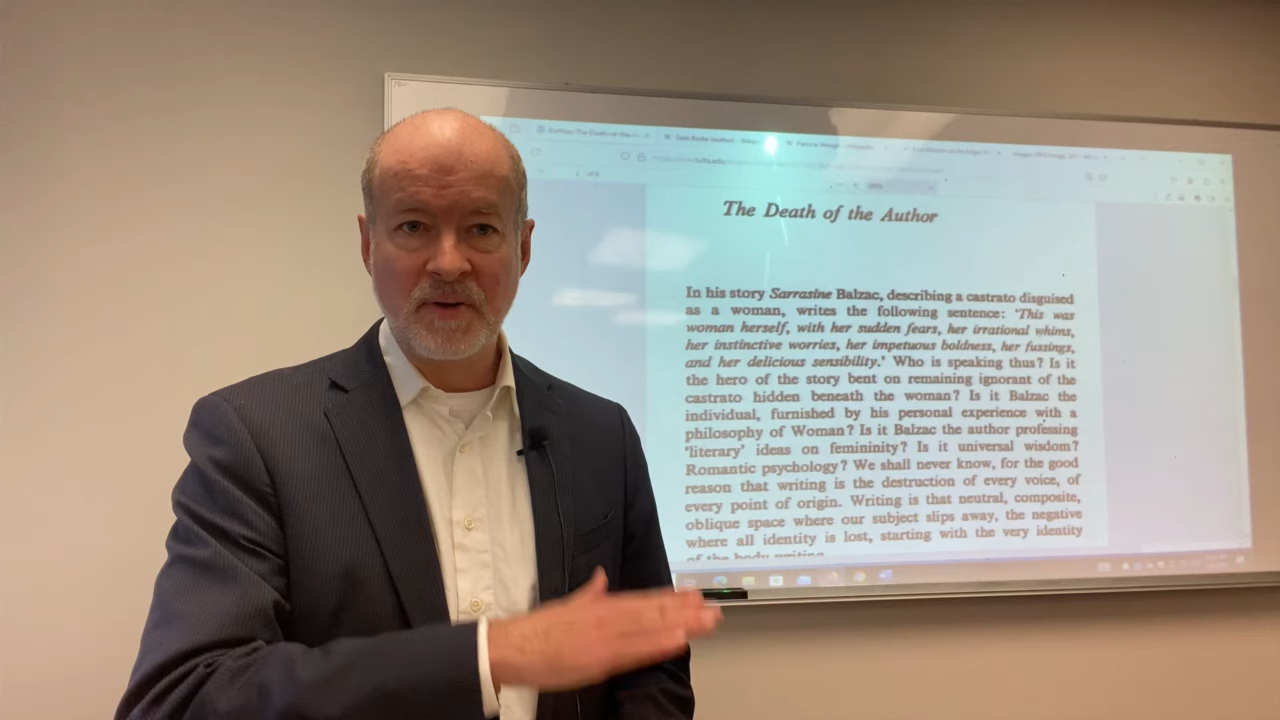 The Death of the Author
In his story Sarrasine Balzac, describing a castrato disguised
as a woman, writes the following sentence: ‘This was
woman herself, with her sudden fears, her irrational whims,
her instinctive worries, her impetuous boldness, her fussings,
and her delicious sensibility.’ Who is speaking thus? Is it
the hero of the story bent on remaining ignorant of the
castrato hidden beneath the woman? Is it Balzac the
individual, furnished by his personal experience with a
philosophy of Woman? Is it Balzac the author professing
‘literary’ ideas on femininity? Is it universal wisdom?
Romantic psychology? We shall never know, for the good
reason that writing is the destruction of every voice, of
every point of origin. Writing is that neutral, composite,
oblique space where our subject slips away, the negative
where all identity is lost, starting with the very identity
of the body writing.